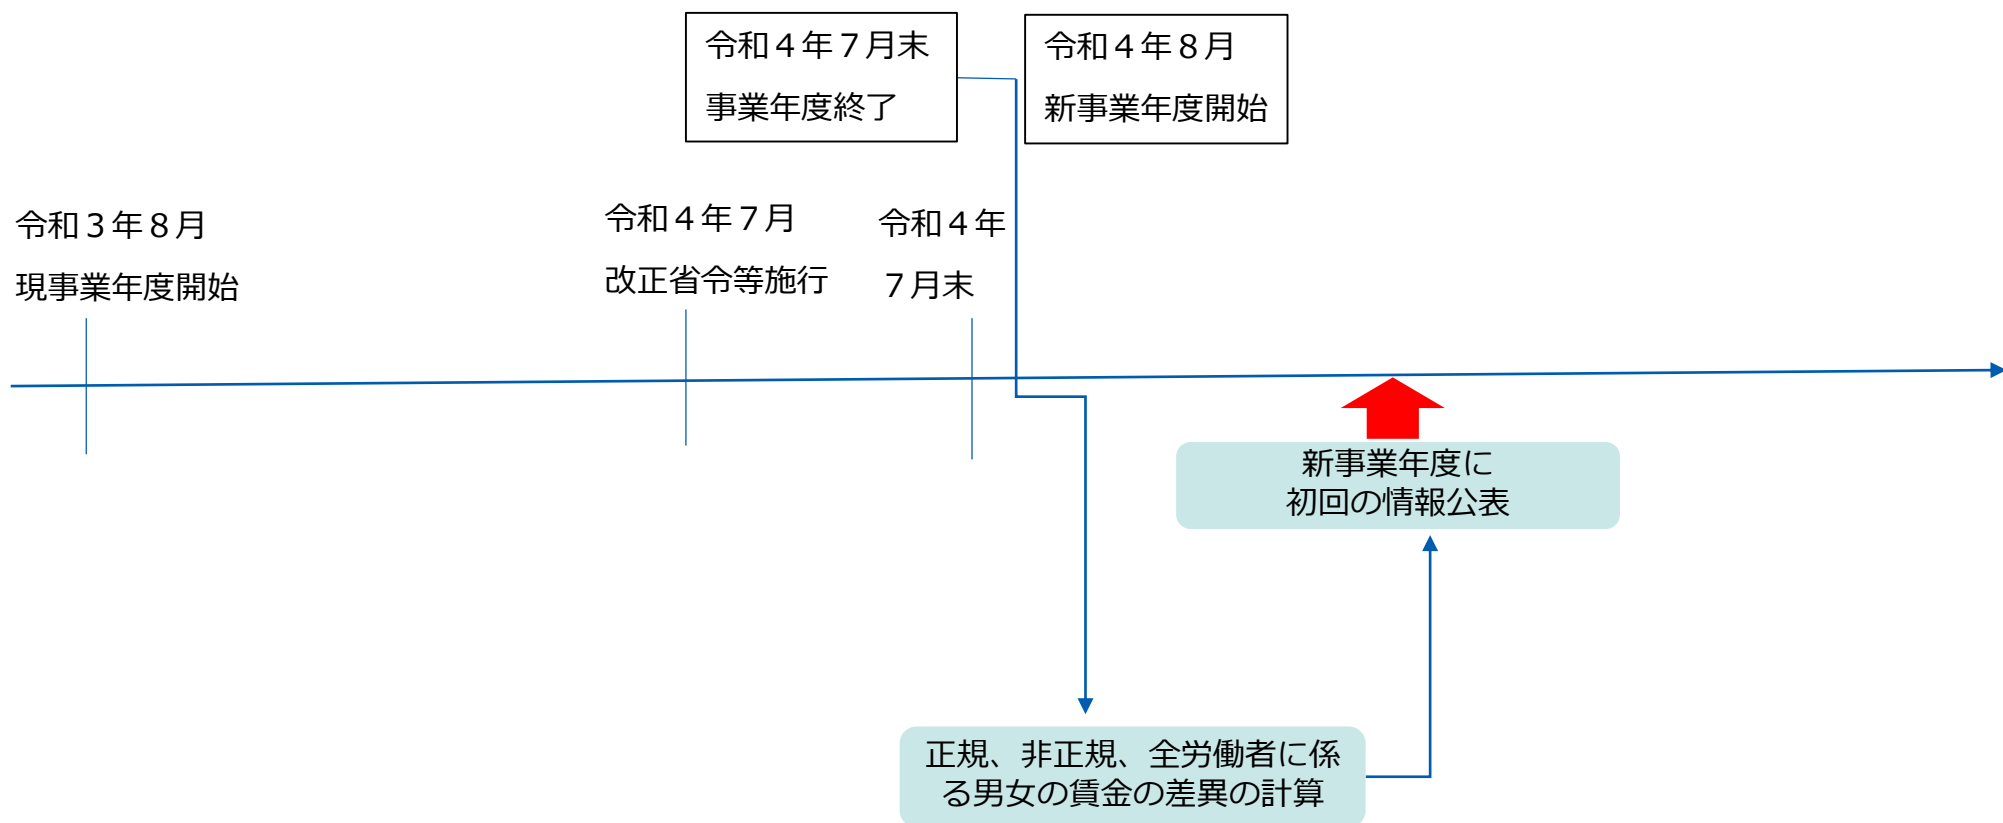 令和４年７月末
事業年度終了
令和４年８月
新事業年度開始
令和３年８月
現事業年度開始
令和４年７月
改正省令等施行
令和４年
７月末
新事業年度に
初回の情報公表
正規、非正規、全労働者に係
る男女の賃金の差異の計算